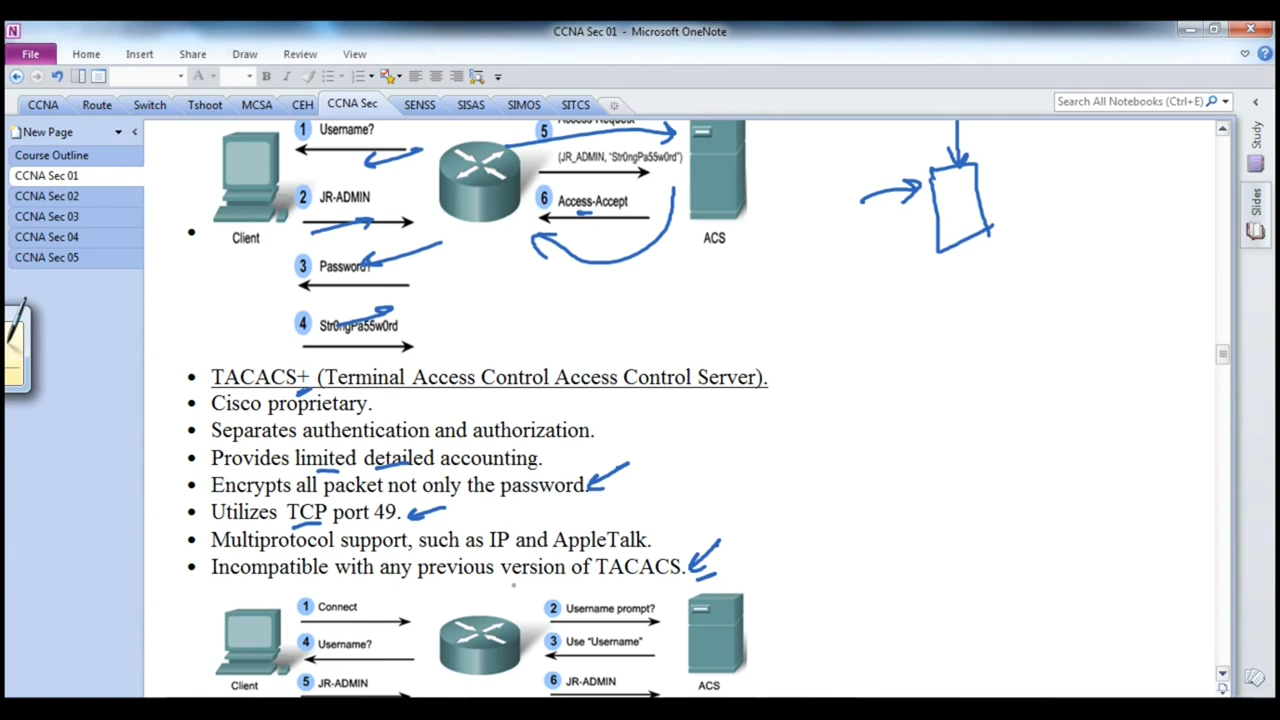 CCNA Sec 01 - Microsoft OneNote
File Home Insert Share Draw Review View
CCNA Route Switch Tshoot MCSA CEH CCNA Sec SENSS SISAS SIMOS SITCS
Search All Notebooks (Ctrl+E)
New Page
Course Outline
CCNA Sec 01
CCNA Sec 02
CCNA Sec 03
CCNA Sec 04
CCNA Sec 05
Study
Slides
1 Username?
5 Access Request
(JR_ADMIN, “Str0ngPa55w0rd”)
2 JR-ADMIN
6 Access-Accept
Client
ACS
3 Password?
4 Str0ngPa55w0rd
• TACACS+ (Terminal Access Control Access Control Server).
• Cisco proprietary.
• Separates authentication and authorization.
• Provides limited detailed accounting.
• Encrypts all packet not only the password.
• Utilizes TCP port 49.
• Multiprotocol support, such as IP and AppleTalk.
• Incompatible with any previous version of TACACS.
1 Connect
2 Username prompt?
4 Username?
3 Use “Username”
Client
5 JR-ADMIN
6 JR-ADMIN
ACS